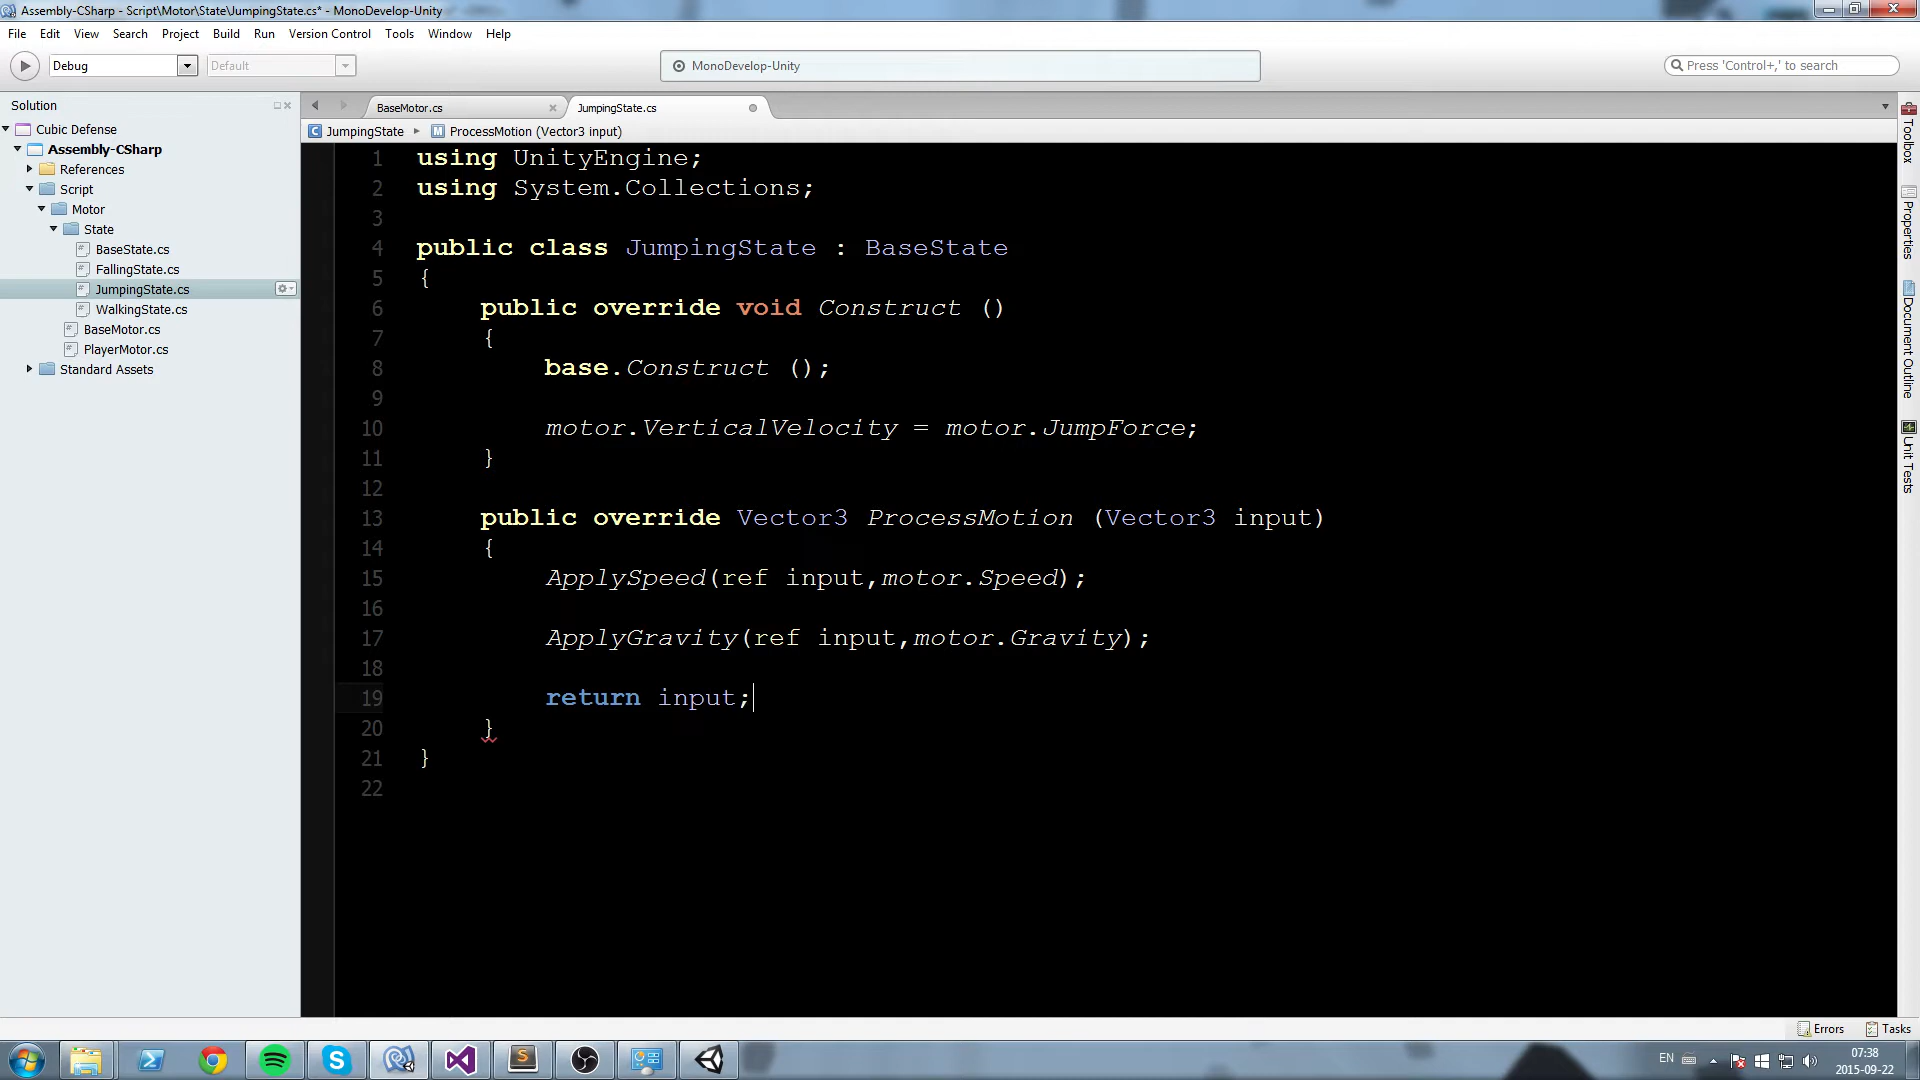 Assembly-CSharp - Script\Motor\State\JumpingState.cs* - MonoDevelop-Unity
File Edit View Search Project Build Run Version Control Tools Window Help
Debug Default MonoDevelop-Unity Press 'Control+,' to search
Solution
BaseMotor.cs JumpingState.cs
JumpingState ProcessMotion (Vector3 input)
Cubic Defense
Assembly-CSharp
References
Script
Motor
State
BaseState.cs
FallingState.cs
JumpingState.cs
WalkingState.cs
BaseMotor.cs
PlayerMotor.cs
Standard Assets
1 using UnityEngine;
2 using System.Collections;
3
4 public class JumpingState : BaseState
5 {
6 public override void Construct ()
7 {
8 base.Construct ();
9
10 motor.VerticalVelocity = motor.JumpForce;
11 }
12
13 public override Vector3 ProcessMotion (Vector3 input)
14 {
15 ApplySpeed(ref input,motor.Speed);
16
17 ApplyGravity(ref input,motor.Gravity);
18
19 return input;
20 }
21 }
22
Toolbox
Properties
Document Outline
Unit Tests
Errors Tasks
EN
07:38
2015-09-22